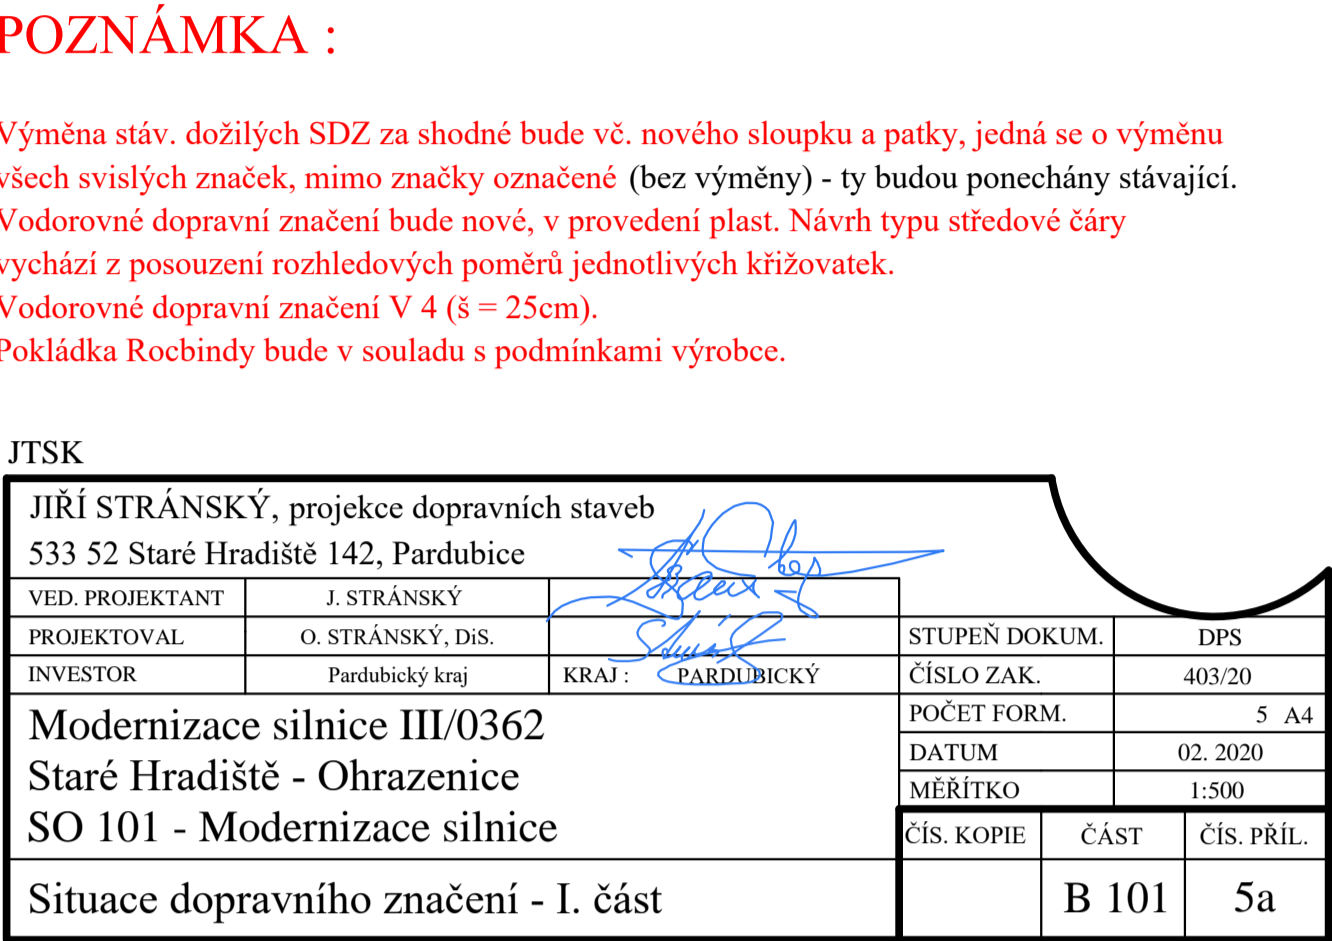 POZNÁMKA :
Výměna stáv. dožilých SDZ za shodné bude vč. nového sloupku a patky, jedná se o výměnu
všech svislých značek, mimo značky označené (bez výměny) - ty budou ponechány stávající.
Vodorovné dopravní značení bude nové, v provedení plast. Návrh typu středové čáry
vychází z posouzení rozhledových poměrů jednotlivých křižovatek.
Vodorovné dopravní značení V 4 (š = 25cm).
Pokládka Rocbindy bude v souladu s podmínkami výrobce.
JTSK
JIŘÍ STRÁNSKÝ, projekce dopravních staveb
533 52 Staré Hradiště 142, Pardubice
VED. PROJEKTANT J. STRÁNSKÝ
PROJEKTOVAL O. STRÁNSKÝ, DiS.
INVESTOR Pardubický kraj KRAJ : PARDUBICKÝ
STUPEŇ DOKUM. DPS
ČÍSLO ZAK. 403/20
POČET FORM. 5 A4
DATUM 02. 2020
MĚŘÍTKO 1:500
Modernizace silnice III/0362
Staré Hradiště - Ohrazenice
SO 101 - Modernizace silnice
ČÍS. KOPIE ČÁST ČÍS. PŘÍL.
Situace dopravního značení - I. část
B 101 5a